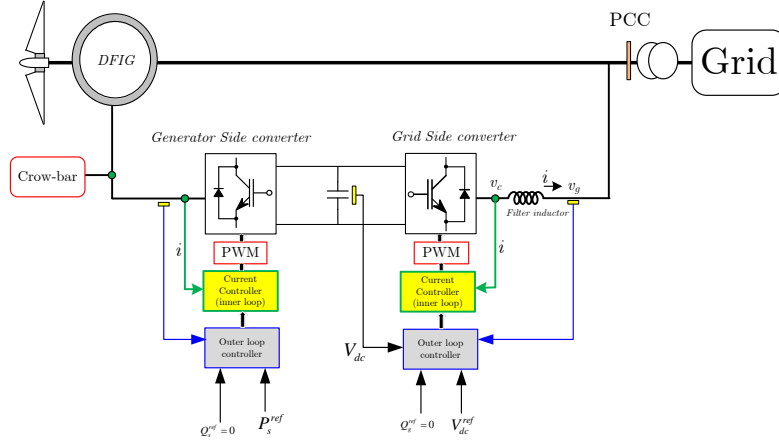 PCC
DFIG
Grid
Generator Side converter
Grid Side converter
Crow-bar
v_c
i
v_g
Filter inductor
i
PWM
PWM
i
Current
Controller
(inner loop)
Current
Controller
(inner loop)
Outer loop
controller
V_dc
Outer loop
controller
Q_s^ref = 0
P_s^ref
Q_g^ref = 0
V_dc^ref